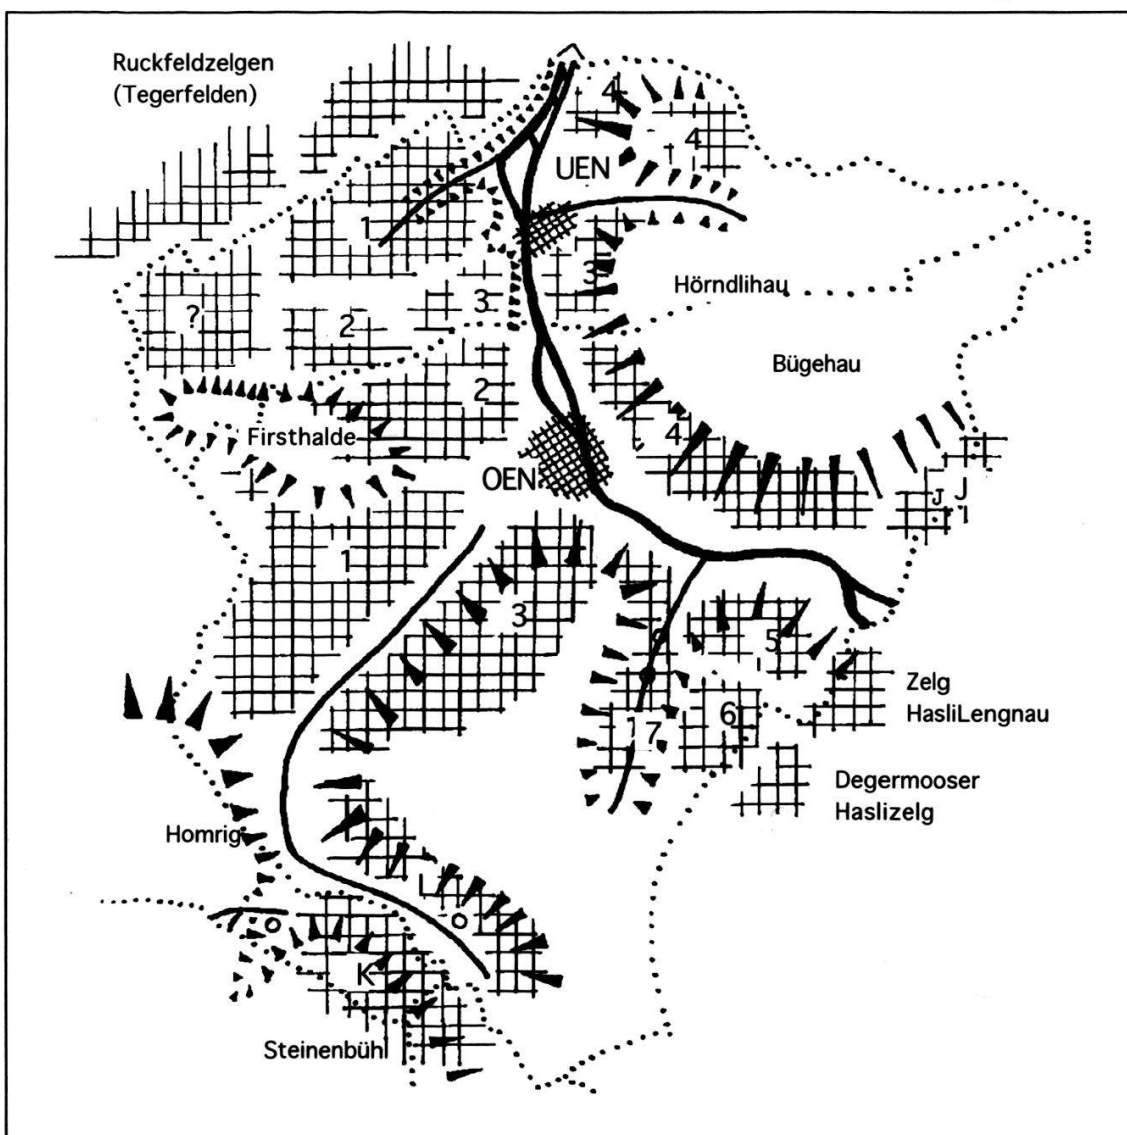 Ruckfeldzelgen
(Tegerfelden)
4
4
UEN
1
3
3
Hörndlihau
?
2
Bügehau
2
Firsthalde
4
OEN
J
J
1
3
5
Zelg
HasliLengnau
6
7
Degermooser
Haslizelg
Homrig
K
Steinenbühl